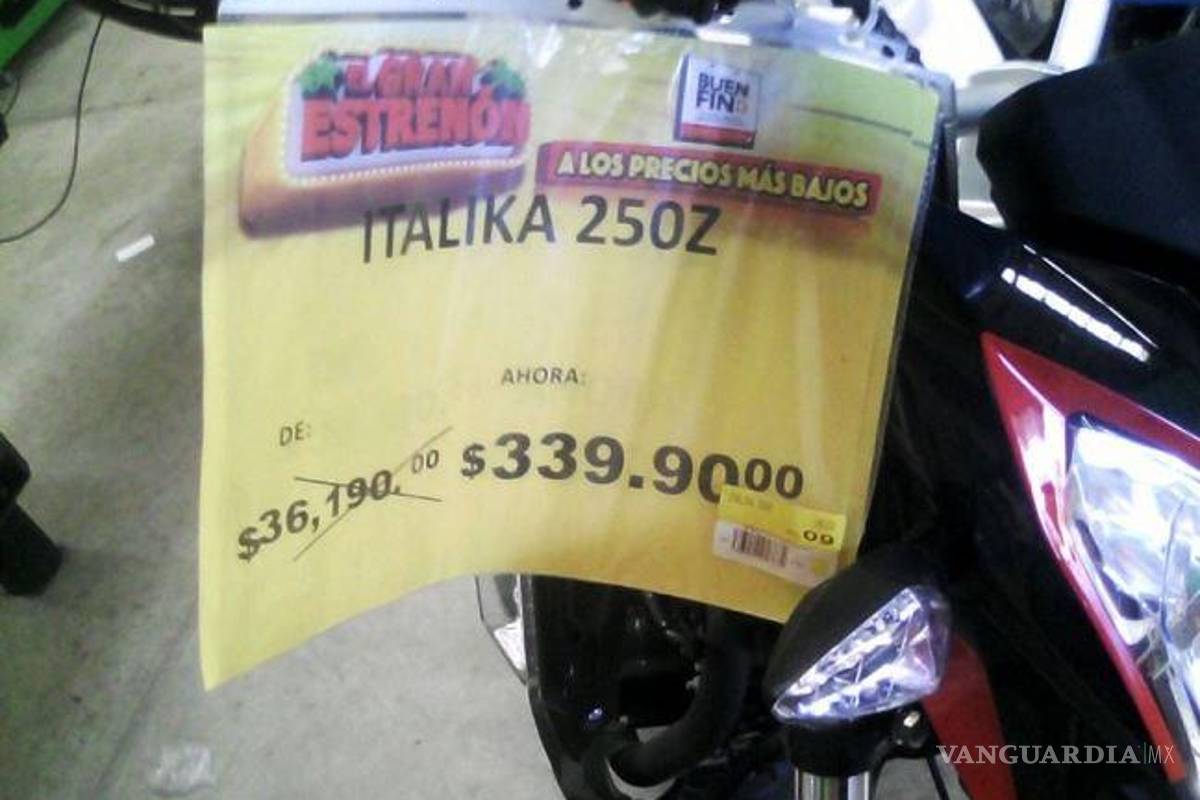 EL GRAN
ESTRENÓN
BUEN
FIN
A LOS PRECIOS MÁS BAJOS
ITALIKA 250Z
AHORA:
DE:
$36,190.00
$339.9000
09
VANGUARDIA|MX